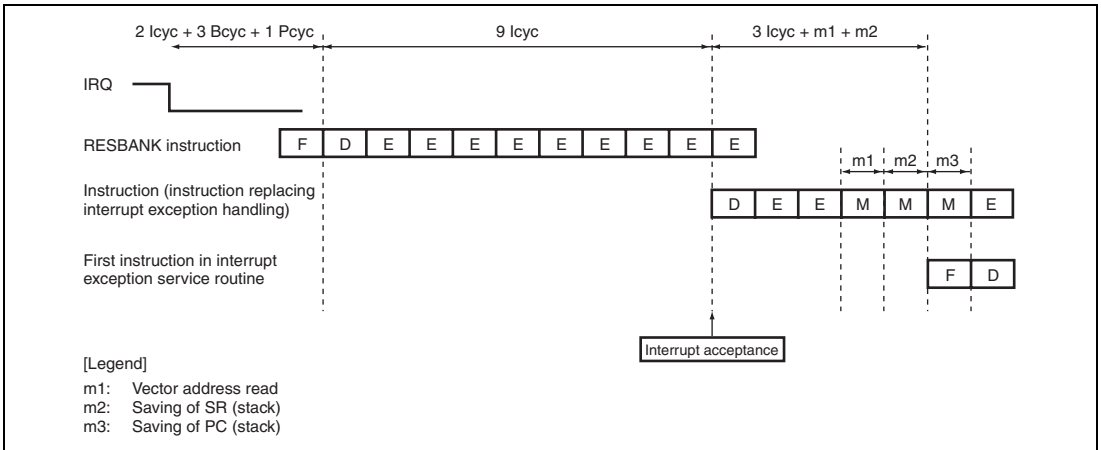 2 Icyc + 3 Bcyc + 1 Pcyc 9 Icyc 3 Icyc + m1 + m2
IRQ
RESBANK instruction F D E E E E E E E E E
m1 m2 m3
Instruction (instruction replacing
interrupt exception handling) D E E M M M E
First instruction in interrupt
exception service routine F D
Interrupt acceptance
[Legend]
m1: Vector address read
m2: Saving of SR (stack)
m3: Saving of PC (stack)